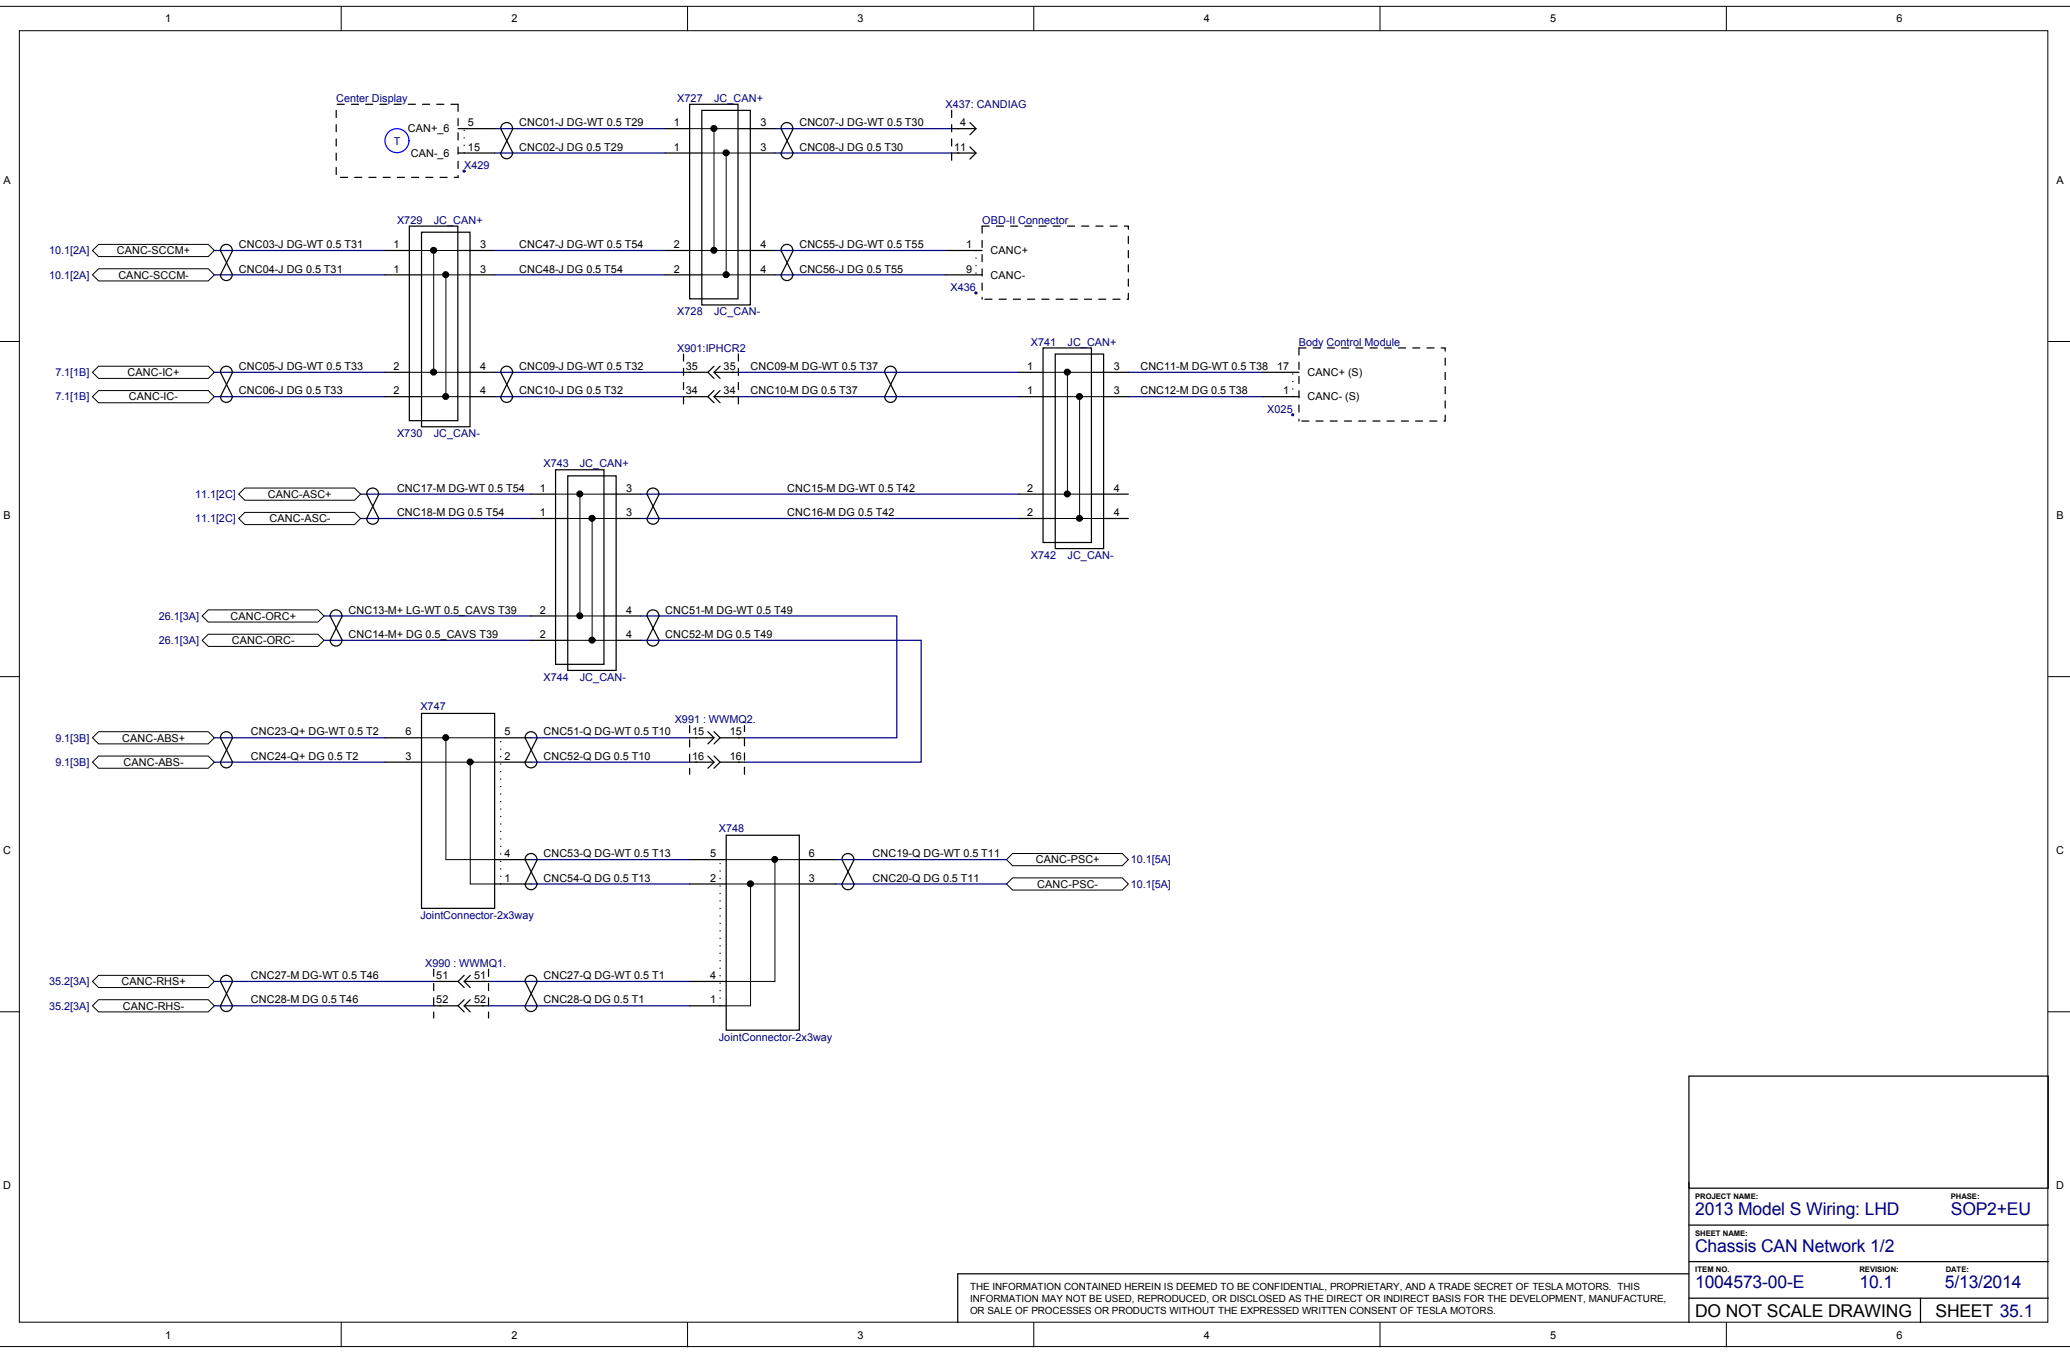 1 2 3 4 5 6
Center Display
CAN+_6 5
T
CAN-_6 15
X429
CNC01-J DG-WT 0.5 T29 1
CNC02-J DG 0.5 T29 1
X727 JC_CAN+
3 CNC07-J DG-WT 0.5 T30
3 CNC08-J DG 0.5 T30
X437: CANDIAG
4
11
A A
X729 JC_CAN+
10.1[2A] CANC-SCCM+ CNC03-J DG-WT 0.5 T31 1 3 CNC47-J DG-WT 0.5 T54 2 4 CNC55-J DG-WT 0.5 T55 1
10.1[2A] CANC-SCCM- CNC04-J DG 0.5 T31 1 3 CNC48-J DG 0.5 T54 2 4 CNC56-J DG 0.5 T55 9
OBD-II Connector
CANC+
CANC-
X436
X728 JC_CAN-
X901:IPHCR2
X741 JC_CAN+
Body Control Module
7.1[1B] CANC-IC+ CNC05-J DG-WT 0.5 T33 2 4 CNC09-J DG-WT 0.5 T32 35 35 CNC09-M DG-WT 0.5 T37 1 3 CNC11-M DG-WT 0.5 T38 17 CANC+ (S)
7.1[1B] CANC-IC- CNC06-J DG 0.5 T33 2 4 CNC10-J DG 0.5 T32 34 34 CNC10-M DG 0.5 T37 1 3 CNC12-M DG 0.5 T38 1 CANC- (S)
X025
X730 JC_CAN-
X743 JC_CAN+
11.1[2C] CANC-ASC+ CNC17-M DG-WT 0.5 T54 1 3 CNC15-M DG-WT 0.5 T42 2 4
11.1[2C] CANC-ASC- CNC18-M DG 0.5 T54 1 3 CNC16-M DG 0.5 T42 2 4
B B
X742 JC_CAN-
26.1[3A] CANC-ORC+ CNC13-M+ LG-WT 0.5_CAVS T39 2 4 CNC51-M DG-WT 0.5 T49
26.1[3A] CANC-ORC- CNC14-M+ DG 0.5_CAVS T39 2 4 CNC52-M DG 0.5 T49
X744 JC_CAN-
X747
X991 : WWMQ2.
9.1[3B] CANC-ABS+ CNC23-Q+ DG-WT 0.5 T2 6 5 CNC51-Q DG-WT 0.5 T10 15 15
9.1[3B] CANC-ABS- CNC24-Q+ DG 0.5 T2 3 2 CNC52-Q DG 0.5 T10 16 16
X748
C C
4 CNC53-Q DG-WT 0.5 T13 5 6 CNC19-Q DG-WT 0.5 T11 CANC-PSC+ 10.1[5A]
1 CNC54-Q DG 0.5 T13 2 3 CNC20-Q DG 0.5 T11 CANC-PSC- 10.1[5A]
JointConnector-2x3way
X990 : WWMQ1.
35.2[3A] CANC-RHS+ CNC27-M DG-WT 0.5 T46 51 51 CNC27-Q DG-WT 0.5 T1 4
35.2[3A] CANC-RHS- CNC28-M DG 0.5 T46 52 52 CNC28-Q DG 0.5 T1 1
JointConnector-2x3way
D D
PROJECT NAME: PHASE:
2013 Model S Wiring: LHD SOP2+EU
SHEET NAME:
Chassis CAN Network 1/2
ITEM NO. REVISION: DATE:
1004573-00-E 10.1 5/13/2014
DO NOT SCALE DRAWING SHEET 35.1
THE INFORMATION CONTAINED HEREIN IS DEEMED TO BE CONFIDENTIAL, PROPRIETARY, AND A TRADE SECRET OF TESLA MOTORS. THIS
INFORMATION MAY NOT BE USED, REPRODUCED, OR DISCLOSED AS THE DIRECT OR INDIRECT BASIS FOR THE DEVELOPMENT, MANUFACTURE,
OR SALE OF PROCESSES OR PRODUCTS WITHOUT THE EXPRESSED WRITTEN CONSENT OF TESLA MOTORS.
1 2 3 4 5 6